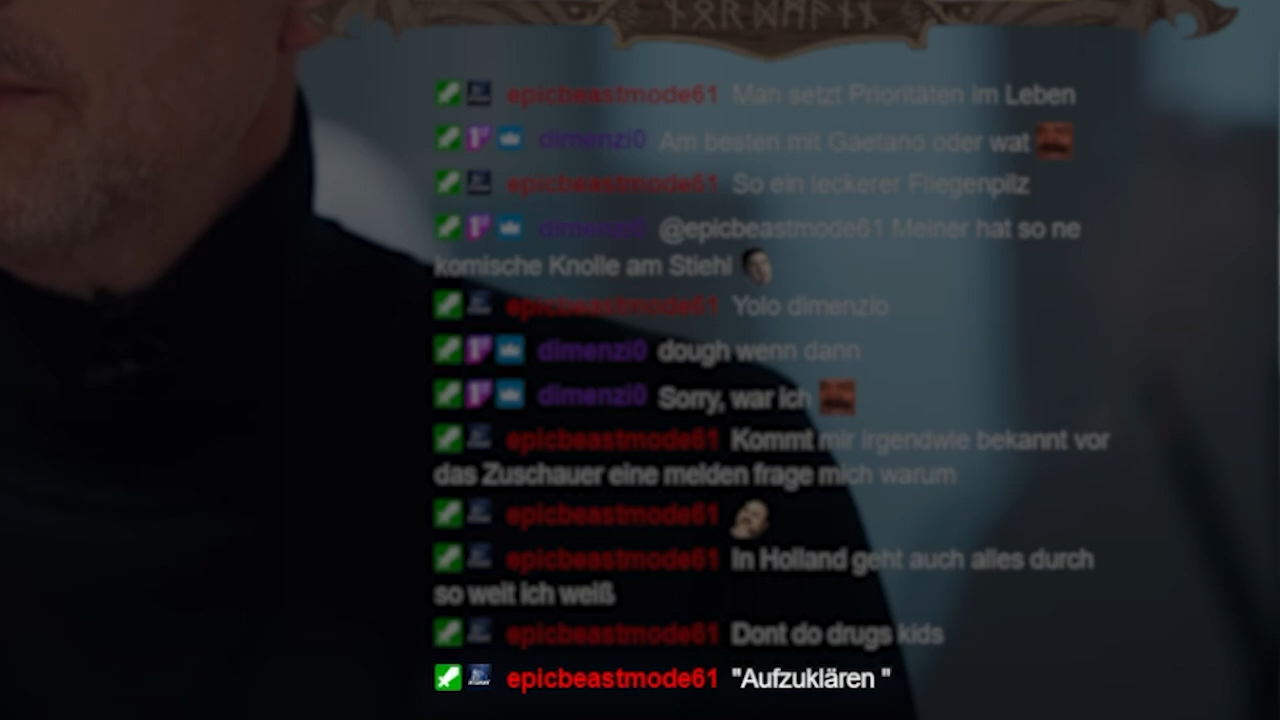 ᚾᛟᚱᛞᛗᚨᚾᚾ
epicbeastmode61 Man setzt Prioritäten im Leben
dimenzi0 Am besten mit Gaetano oder wat
epicbeastmode61 So ein leckerer Fliegenpilz
dimenzi0 @epicbeastmode61 Meiner hat so ne
komische Knolle am Stiehl
epicbeastmode61 Yolo dimenzio
dimenzi0 dough wenn dann
dimenzi0 Sorry, war ich
epicbeastmode61 Kommt mir irgendwie bekannt vor
das Zuschauer eine melden frage mich warum
epicbeastmode61
epicbeastmode61 In Holland geht auch alles durch
so weit ich weiß
epicbeastmode61 Dont do drugs kids
epicbeastmode61 "Aufzuklären "